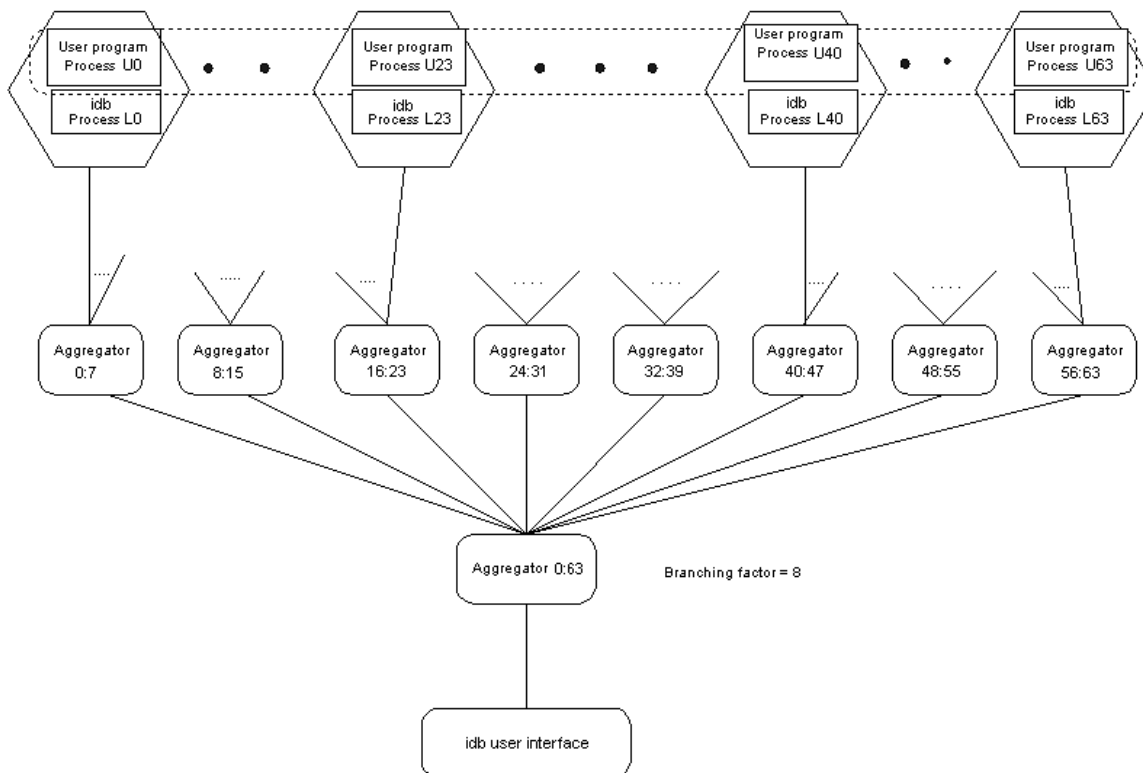 User program
Process U0
idb
Process L0
User program
Process U23
idb
Process L23
User program
Process U40
idb
Process L40
User program
Process U63
idb
Process L63
Aggregator
0:7
Aggregator
8:15
Aggregator
16:23
Aggregator
24:31
Aggregator
32:39
Aggregator
40:47
Aggregator
48:55
Aggregator
56:63
Aggregator 0:63
Branching factor = 8
idb user interface